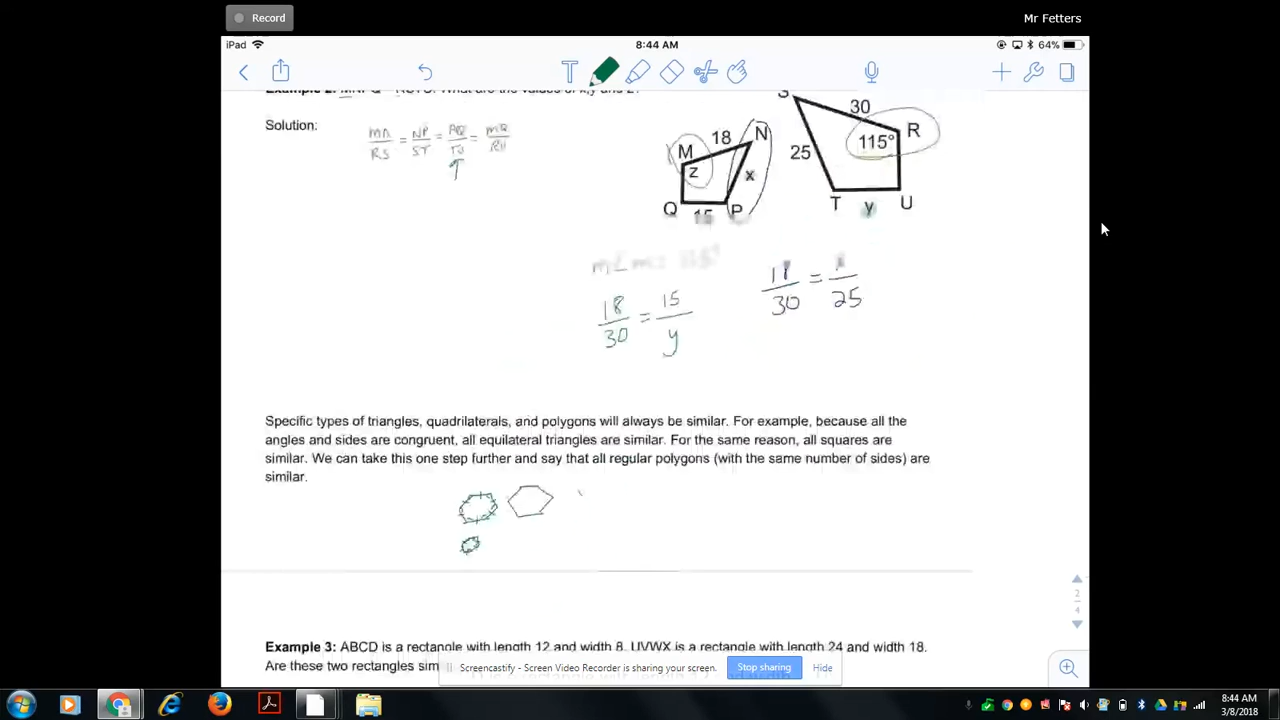 Record
Mr Fetters
iPad
8:44 AM
64%
T
Solution:
MN/RS = NP/ST = PQ/TU = MQ/RU
S
30
R
115°
25
T
y
U
18
N
M
z
x
Q
15
P
m∠M = 115°
18/30 = 15/y
18/30 = x/25
Specific types of triangles, quadrilaterals, and polygons will always be similar. For example, because all the
angles and sides are congruent, all equilateral triangles are similar. For the same reason, all squares are
similar. We can take this one step further and say that all regular polygons (with the same number of sides) are
similar.
2
4
Example 3: ABCD is a rectangle with length 12 and width 8. UVWX is a rectangle with length 24 and width 18.
Are these two rectangles sim
Screencastify - Screen Video Recorder is sharing your screen.
Stop sharing
Hide
8:44 AM
3/8/2018